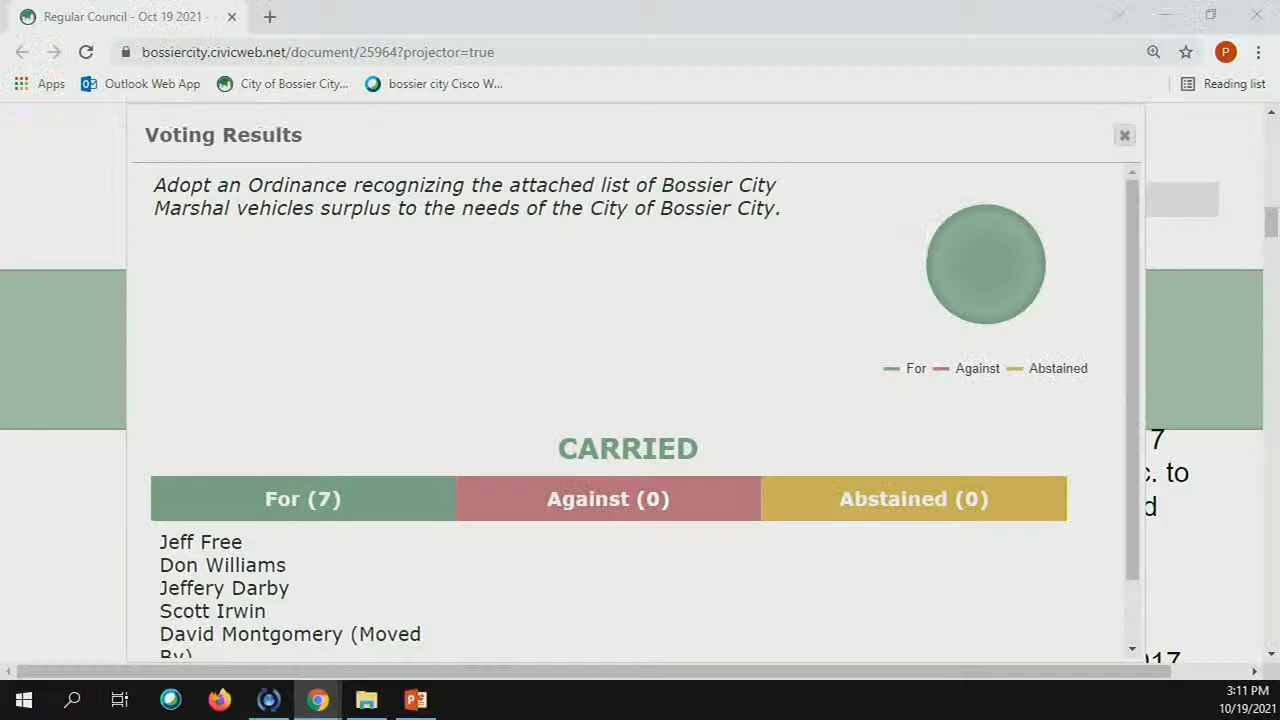 Regular Council - Oct 19 2021 -
bossiercity.civicweb.net/document/25964?projector=true
P
Apps
Outlook Web App
City of Bossier City...
bossier city Cisco W...
Reading list
Voting Results
Adopt an Ordinance recognizing the attached list of Bossier City
Marshal vehicles surplus to the needs of the City of Bossier City.
For
Against
Abstained
7
c. to
d
CARRIED
For (7)
Against (0)
Abstained (0)
Jeff Free
Don Williams
Jeffery Darby
Scott Irwin
David Montgomery (Moved
By)
017
3:11 PM
10/19/2021